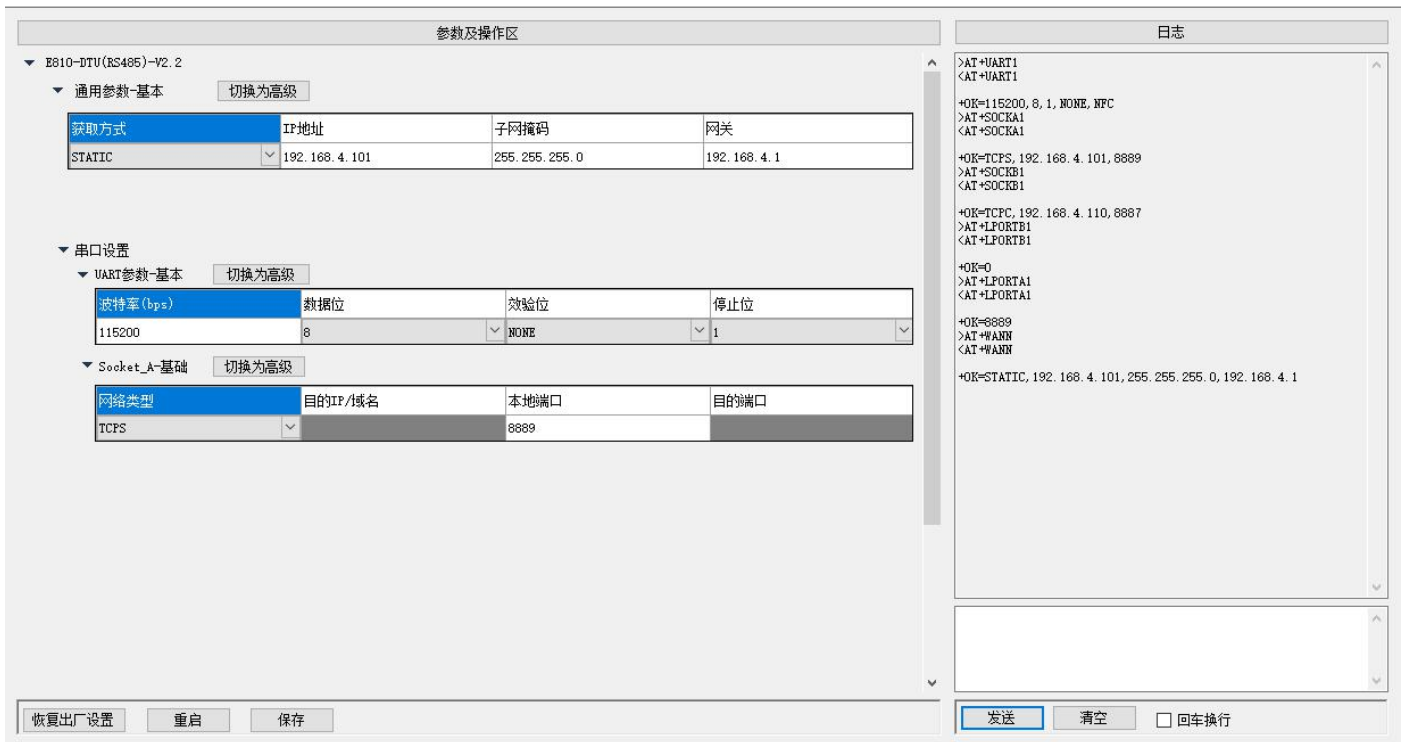 参数及操作区
E810-DTU(RS485)-V2.2
通用参数-基本 切换为高级
获取方式 IP地址 子网掩码 网关
STATIC 192.168.4.101 255.255.255.0 192.168.4.1
串口设置
UART参数-基本 切换为高级
波特率(bps) 数据位 效验位 停止位
115200 8 NONE 1
Socket_A-基础 切换为高级
网络类型 目的IP/域名 本地端口 目的端口
TCPS 8889
恢复出厂设置 重启 保存
日志
>AT+UART1
<AT+UART1
+OK=115200,8,1,NONE,NFC
>AT+SOCKA1
<AT+SOCKA1
+OK=TCPS,192.168.4.101,8889
>AT+SOCKB1
<AT+SOCKB1
+OK=TCPC,192.168.4.110,8887
>AT+LPORTB1
<AT+LPORTB1
+OK=0
>AT+LPORTA1
<AT+LPORTA1
+OK=8889
>AT+WANN
<AT+WANN
+OK=STATIC,192.168.4.101,255.255.255.0,192.168.4.1
发送 清空 回车换行